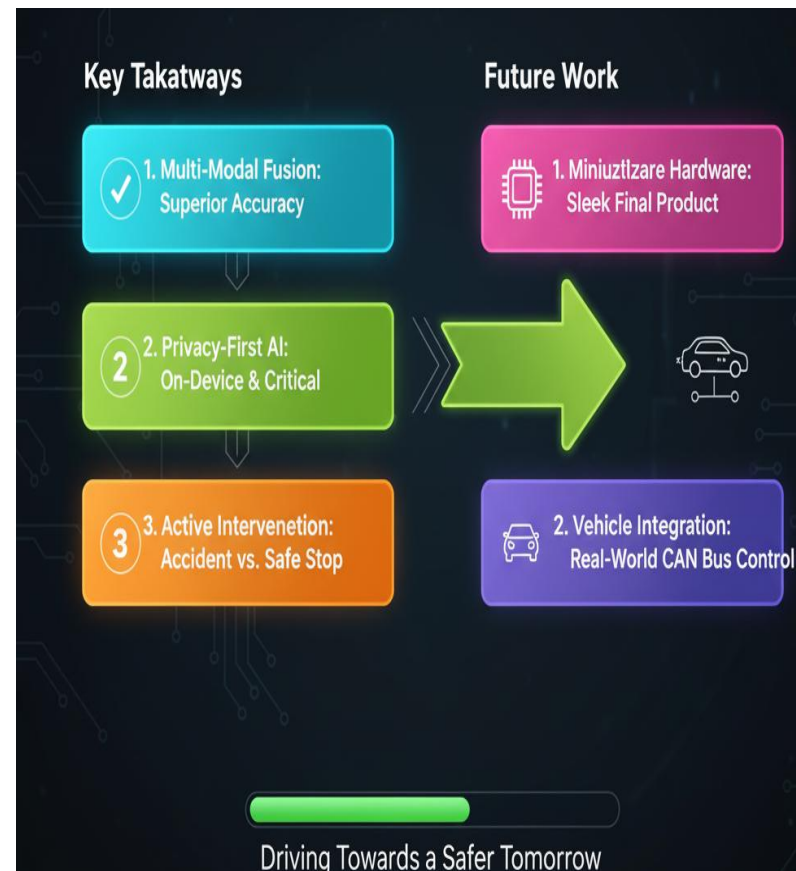 Key Takatways
1. Multi-Modal Fusion:
Superior Accuracy
2
2. Privacy-First AI:
On-Device & Critical
3
3. Active Intervenetion:
Accident vs. Safe Stop
Future Work
1. Miniuztlzare Hardware:
Sleek Final Product
2. Vehicle Integration:
Real-World CAN Bus Control
Driving Towards a Safer Tomorrow